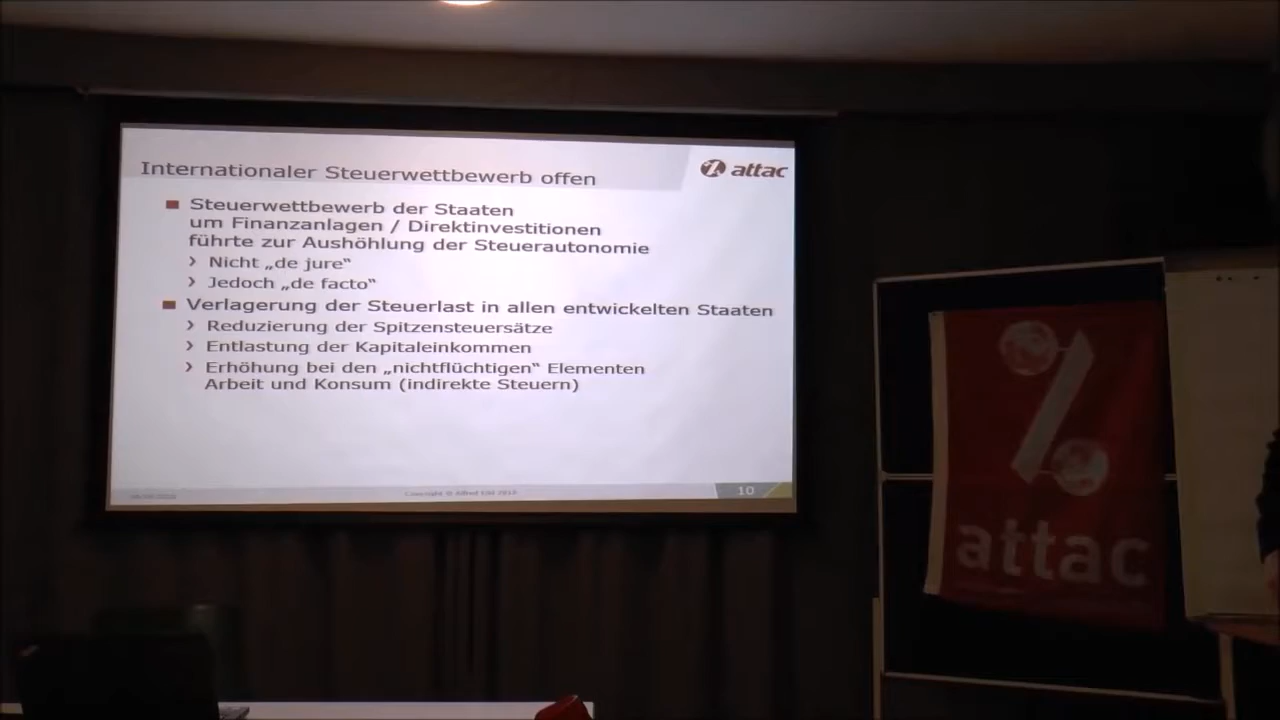 Internationaler Steuerwettbewerb offen
attac
Steuerwettbewerb der Staaten
um Finanzanlagen / Direktinvestitionen
führte zur Aushöhlung der Steuerautonomie
Nicht „de jure“
Jedoch „de facto“
Verlagerung der Steuerlast in allen entwickelten Staaten
Reduzierung der Spitzensteuersätze
Entlastung der Kapitaleinkommen
Erhöhung bei den „nichtflüchtigen“ Elementen
Arbeit und Konsum (indirekte Steuern)
Copyright ©
10
attac